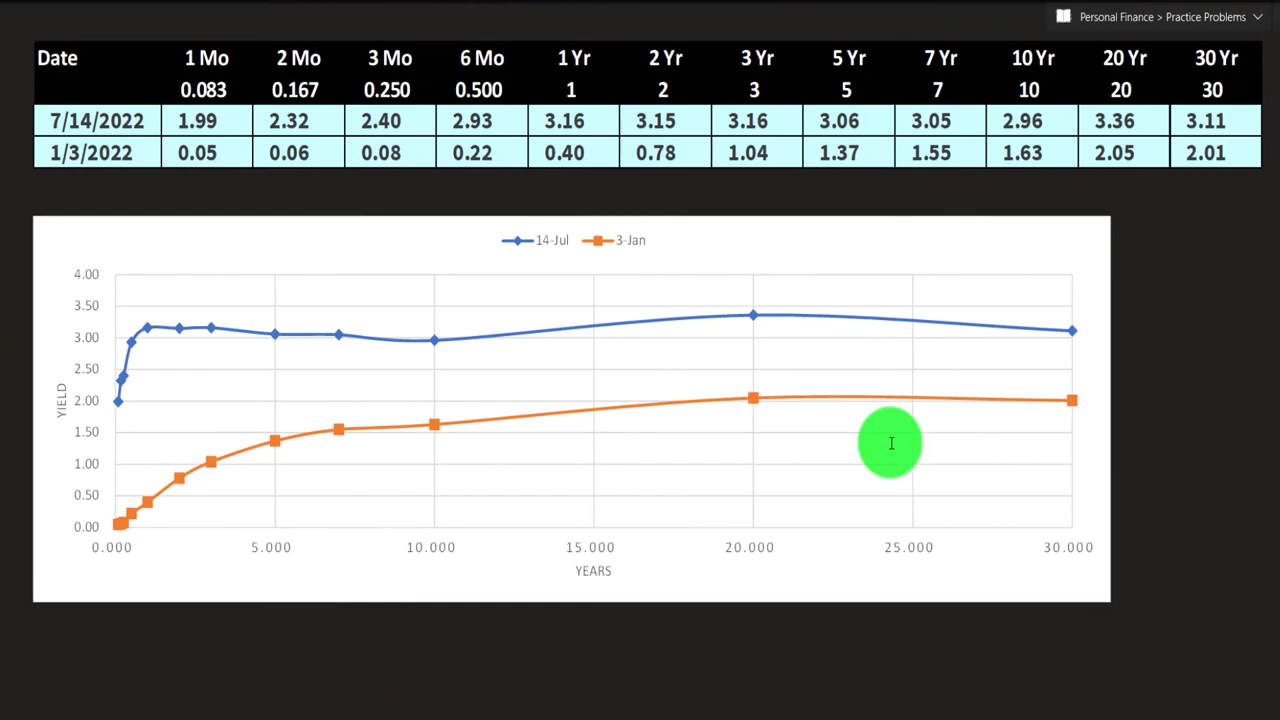 Personal Finance > Practice Problems
Date 1 Mo 2 Mo 3 Mo 6 Mo 1 Yr 2 Yr 3 Yr 5 Yr 7 Yr 10 Yr 20 Yr 30 Yr
0.083 0.167 0.250 0.500 1 2 3 5 7 10 20 30
7/14/2022 1.99 2.32 2.40 2.93 3.16 3.15 3.16 3.06 3.05 2.96 3.36 3.11
1/3/2022 0.05 0.06 0.08 0.22 0.40 0.78 1.04 1.37 1.55 1.63 2.05 2.01
14-Jul 3-Jan
4.00
3.50
3.00
2.50
2.00
1.50
1.00
0.50
0.00
YIELD
0.000 5.000 10.000 15.000 20.000 25.000 30.000
YEARS